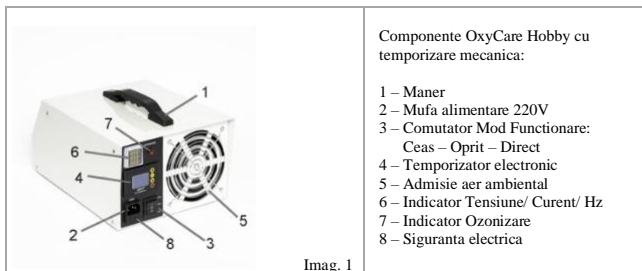 1
7
6
4
2
8
3
5
Imag. 1
Componente OxyCare Hobby cu
temporizare mecanica:
1 – Maner
2 – Mufa alimentare 220V
3 – Comutator Mod Functionare:
Ceas – Oprit – Direct
4 – Temporizator electronic
5 – Admisie aer ambiental
6 – Indicator Tensiune/ Curent/ Hz
7 – Indicator Ozonizare
8 – Siguranta electrica